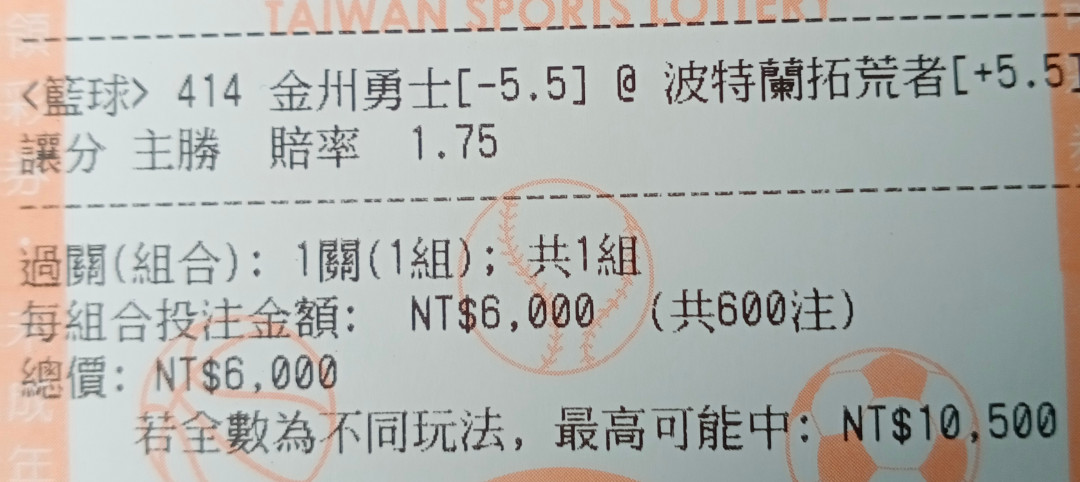 TAIWAN SPORTS LOTTERY
<籃球> 414 金州勇士[-5.5] @ 波特蘭拓荒者[+5.5]
讓分 主勝 賠率 1.75
過關(組合): 1關(1組); 共1組
每組合投注金額: NT$6,000 (共600注)
總價: NT$6,000
若全數為不同玩法, 最高可能中: NT$10,500